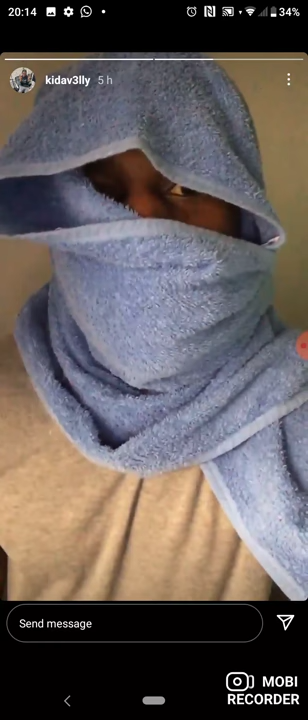 20:14
34%
kidav3lly 5 h
Send message
MOBI
RECORDER